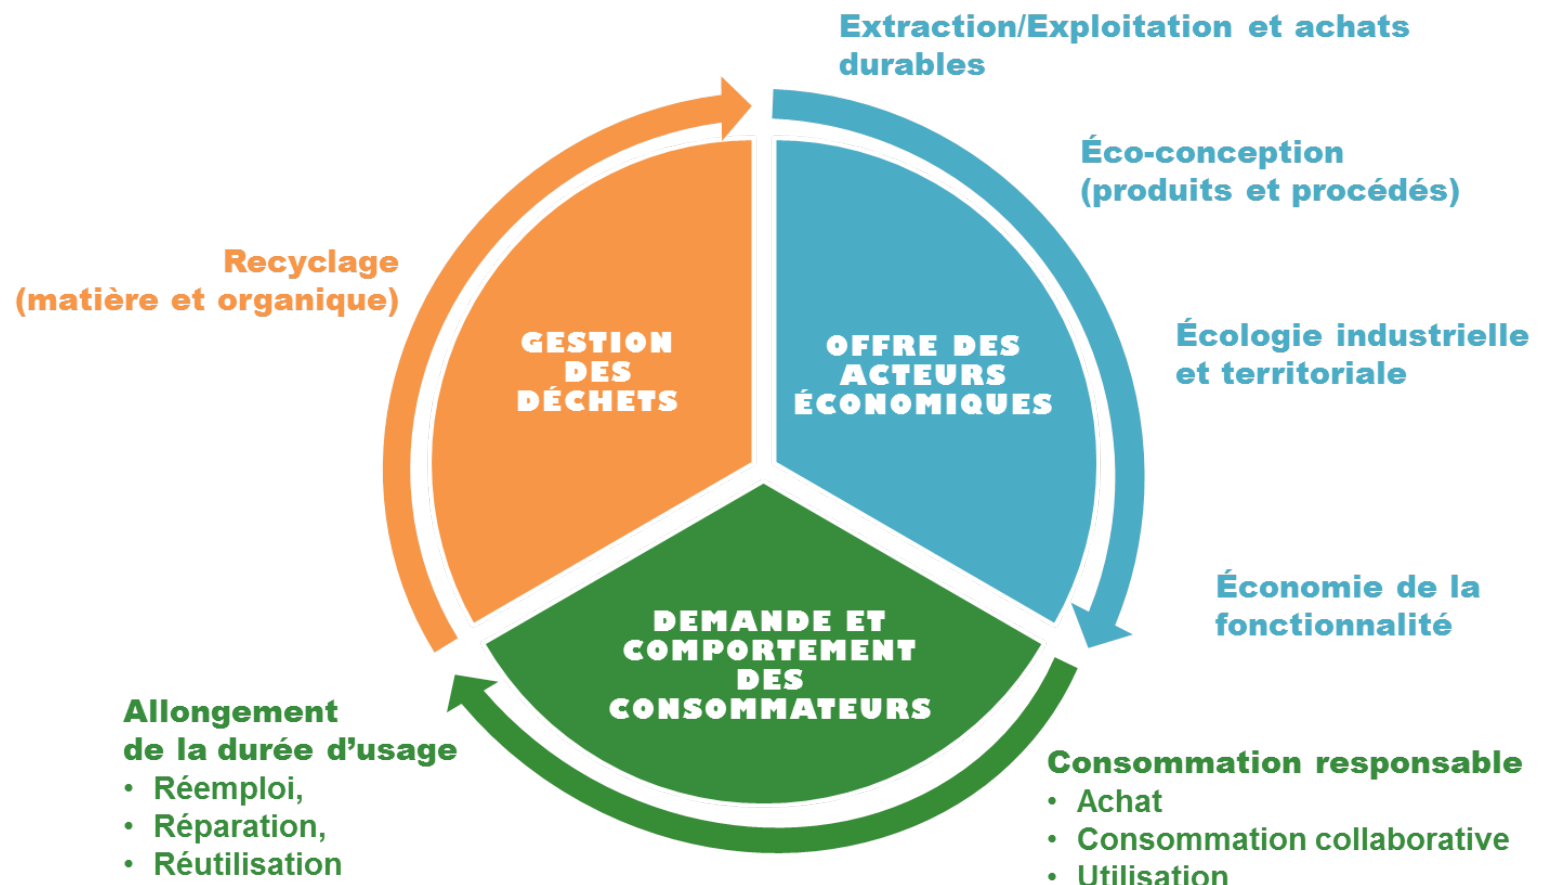 Extraction/Exploitation et achats
durables
Éco-conception
(produits et procédés)
Écologie industrielle
et territoriale
Économie de la
fonctionnalité
OFFRE DES
ACTEURS
ÉCONOMIQUES
Consommation responsable
• Achat
• Consommation collaborative
• Utilisation
DEMANDE ET
COMPORTEMENT
DES
CONSOMMATEURS
Allongement
de la durée d’usage
• Réemploi,
• Réparation,
• Réutilisation
Recyclage
(matière et organique)
GESTION
DES
DÉCHETS